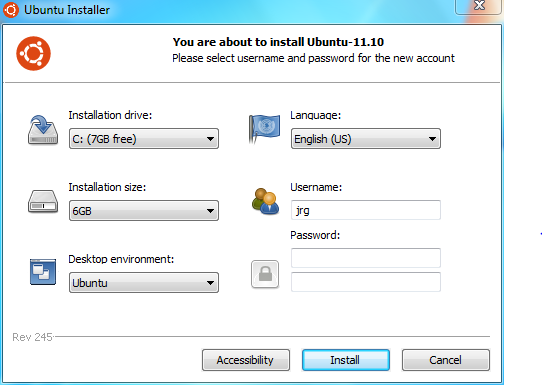 Ubuntu Installer
You are about to install Ubuntu-11.10
Please select username and password for the new account
Installation drive:
C: (7GB free)
Language:
English (US)
Installation size:
6GB
Username:
jrg
Password:
Desktop environment:
Ubuntu
Rev 245
Accessibility
Install
Cancel